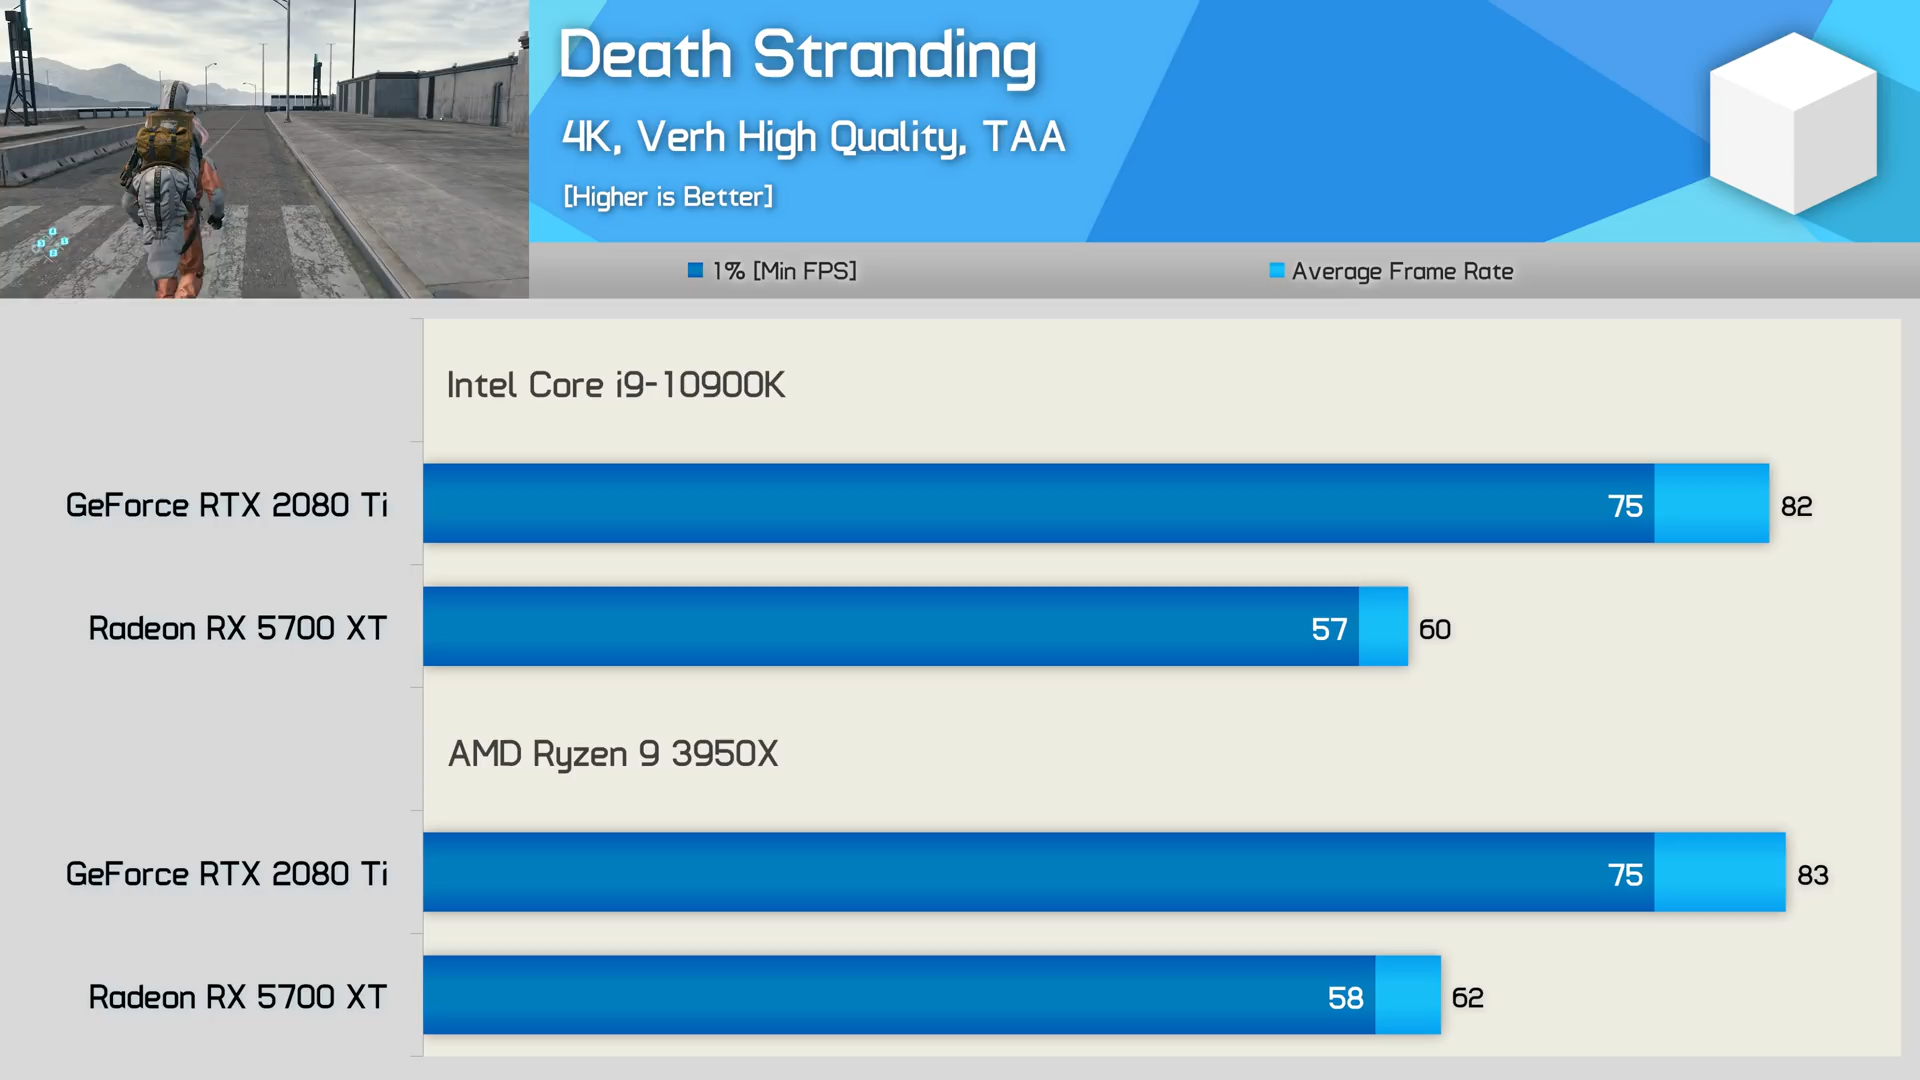 Death Stranding
4K, Verh High Quality, TAA
[Higher is Better]
1% [Min FPS]
Average Frame Rate
Intel Core i9-10900K
GeForce RTX 2080 Ti
75
82
Radeon RX 5700 XT
57
60
AMD Ryzen 9 3950X
GeForce RTX 2080 Ti
75
83
Radeon RX 5700 XT
58
62